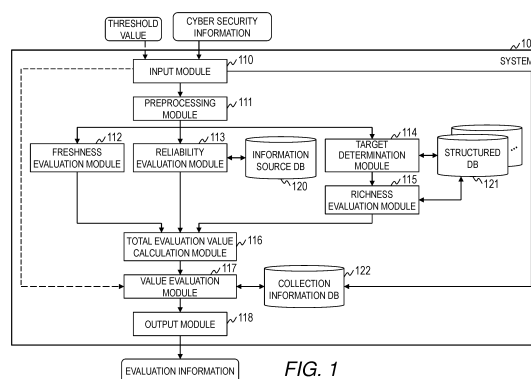 THRESHOLD
VALUE
CYBER SECURITY
INFORMATION
10
SYSTEM
110
INPUT MODULE
111
PREPROCESSING
MODULE
112
FRESHNESS
EVALUATION MODULE
113
RELIABILITY
EVALUATION MODULE
INFORMATION
SOURCE DB
120
114
TARGET
DETERMINATION
MODULE
115
RICHNESS
EVALUATION MODULE
...
STRUCTURED
DB
121
TOTAL EVALUATION VALUE
CALCULATION MODULE
116
117
VALUE EVALUATION
MODULE
122
COLLECTION
INFORMATION DB
OUTPUT MODULE
118
EVALUATION INFORMATION
FIG. 1